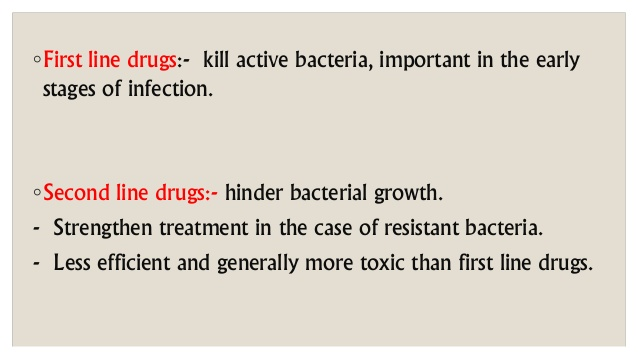 ◦First line drugs:- kill active bacteria, important in the early
stages of infection.
◦Second line drugs:- hinder bacterial growth.
- Strengthen treatment in the case of resistant bacteria.
- Less efficient and generally more toxic than first line drugs.